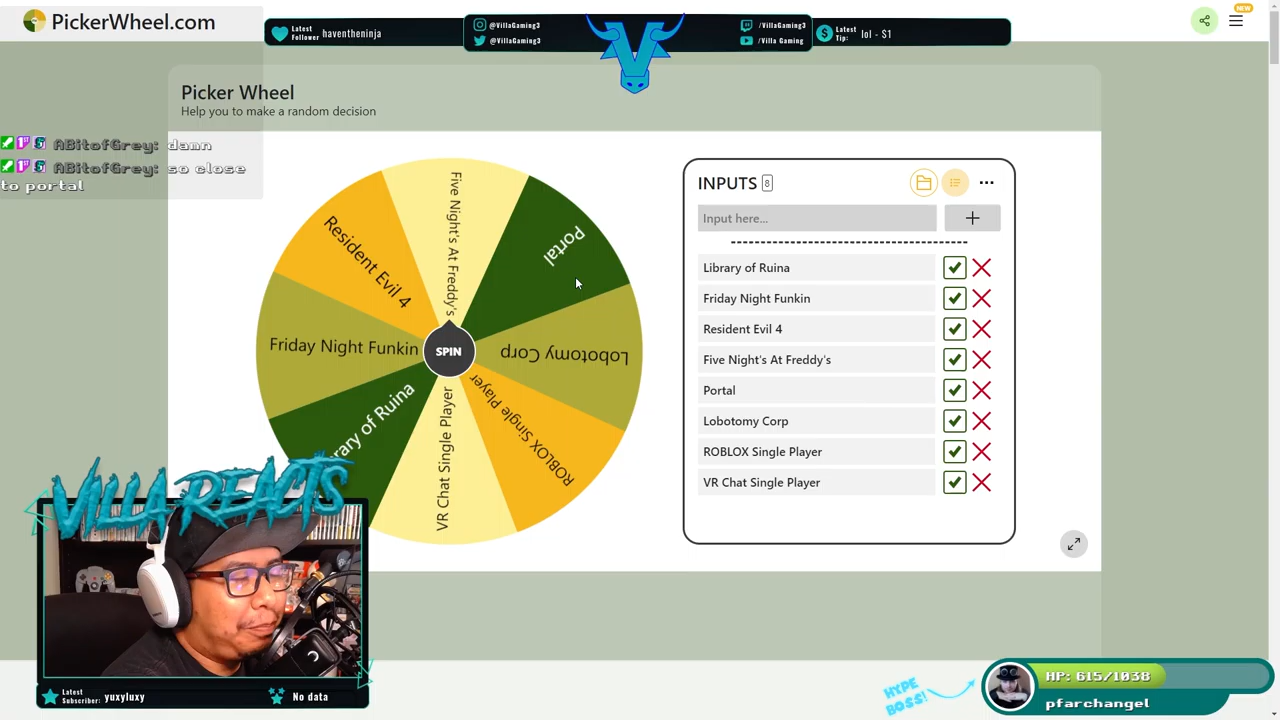 PickerWheel.com
Latest Follower haventheninja
@VillaGaming3
@VillaGaming3
/VillaGaming3
/Villa Gaming
Latest Tip: lol - $1
NEW
Picker Wheel
Help you to make a random decision
ABitofGrey: damn
ABitofGrey: so close
to portal
Five Night's At Freddy's
Portal
Lobotomy Corp
ROBLOX Single Player
VR Chat Single Player
rary of Ruina
Friday Night Funkin
Resident Evil 4
SPIN
INPUTS 8
Input here...
Library of Ruina
Friday Night Funkin
Resident Evil 4
Five Night's At Freddy's
Portal
Lobotomy Corp
ROBLOX Single Player
VR Chat Single Player
VILLA REACTS
Latest Subscriber: yuxyluxy
No data
HYPE
BOSS!
HP: 615/1038
pfarchangel